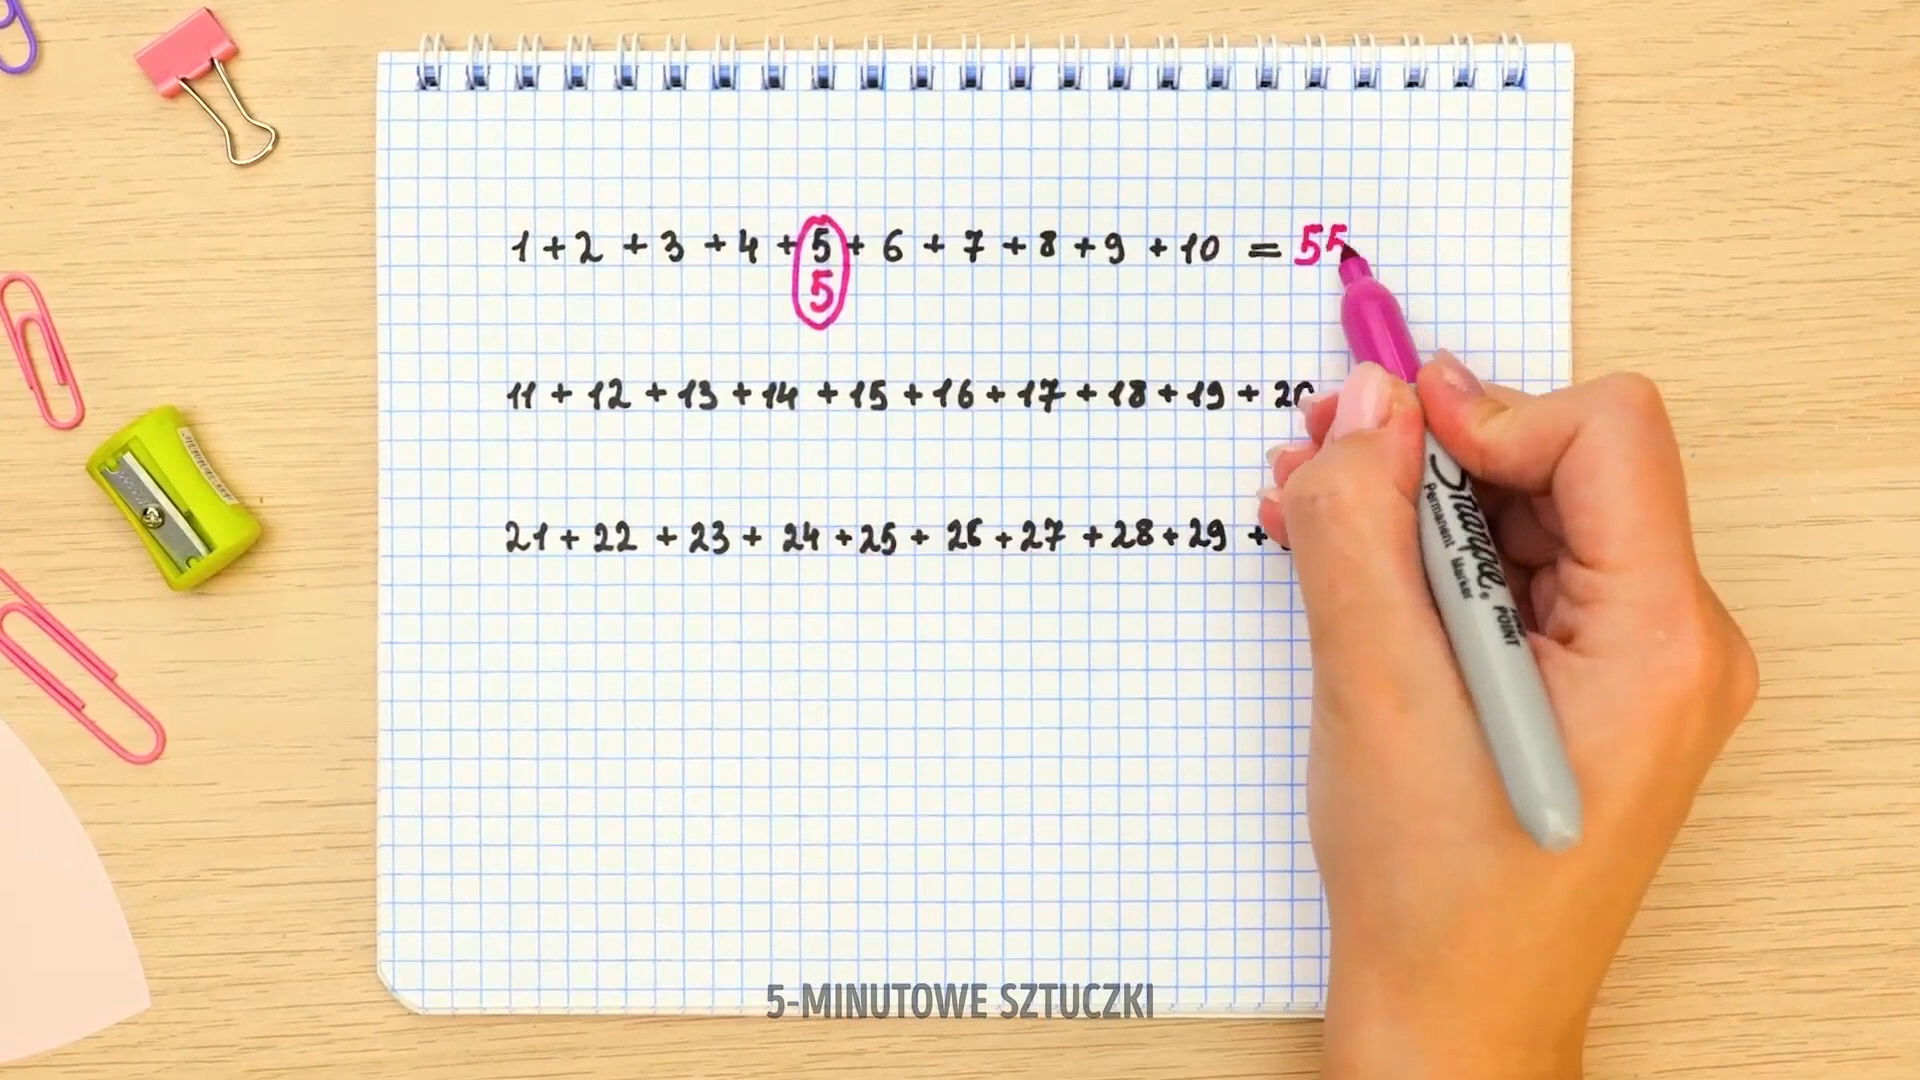 1 + 2 + 3 + 4 + 5 + 6 + 7 + 8 + 9 + 10 = 55
5
11 + 12 + 13 + 14 + 15 + 16 + 17 + 18 + 19 + 20
21 + 22 + 23 + 24 + 25 + 26 + 27 + 28 + 29 +
Sharpie
Permanent Marker
POINT
5-MINUTOWE SZTUCZKI